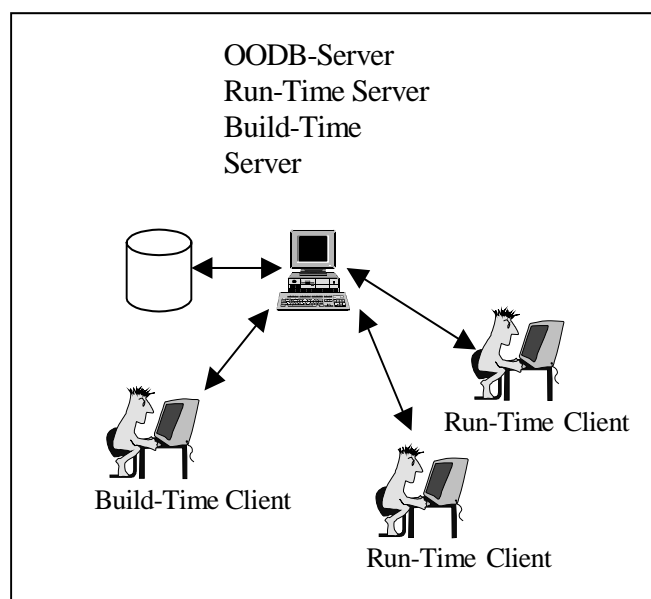 OODB-Server
Run-Time Server
Build-Time
Server
Run-Time Client
Build-Time Client
Run-Time Client